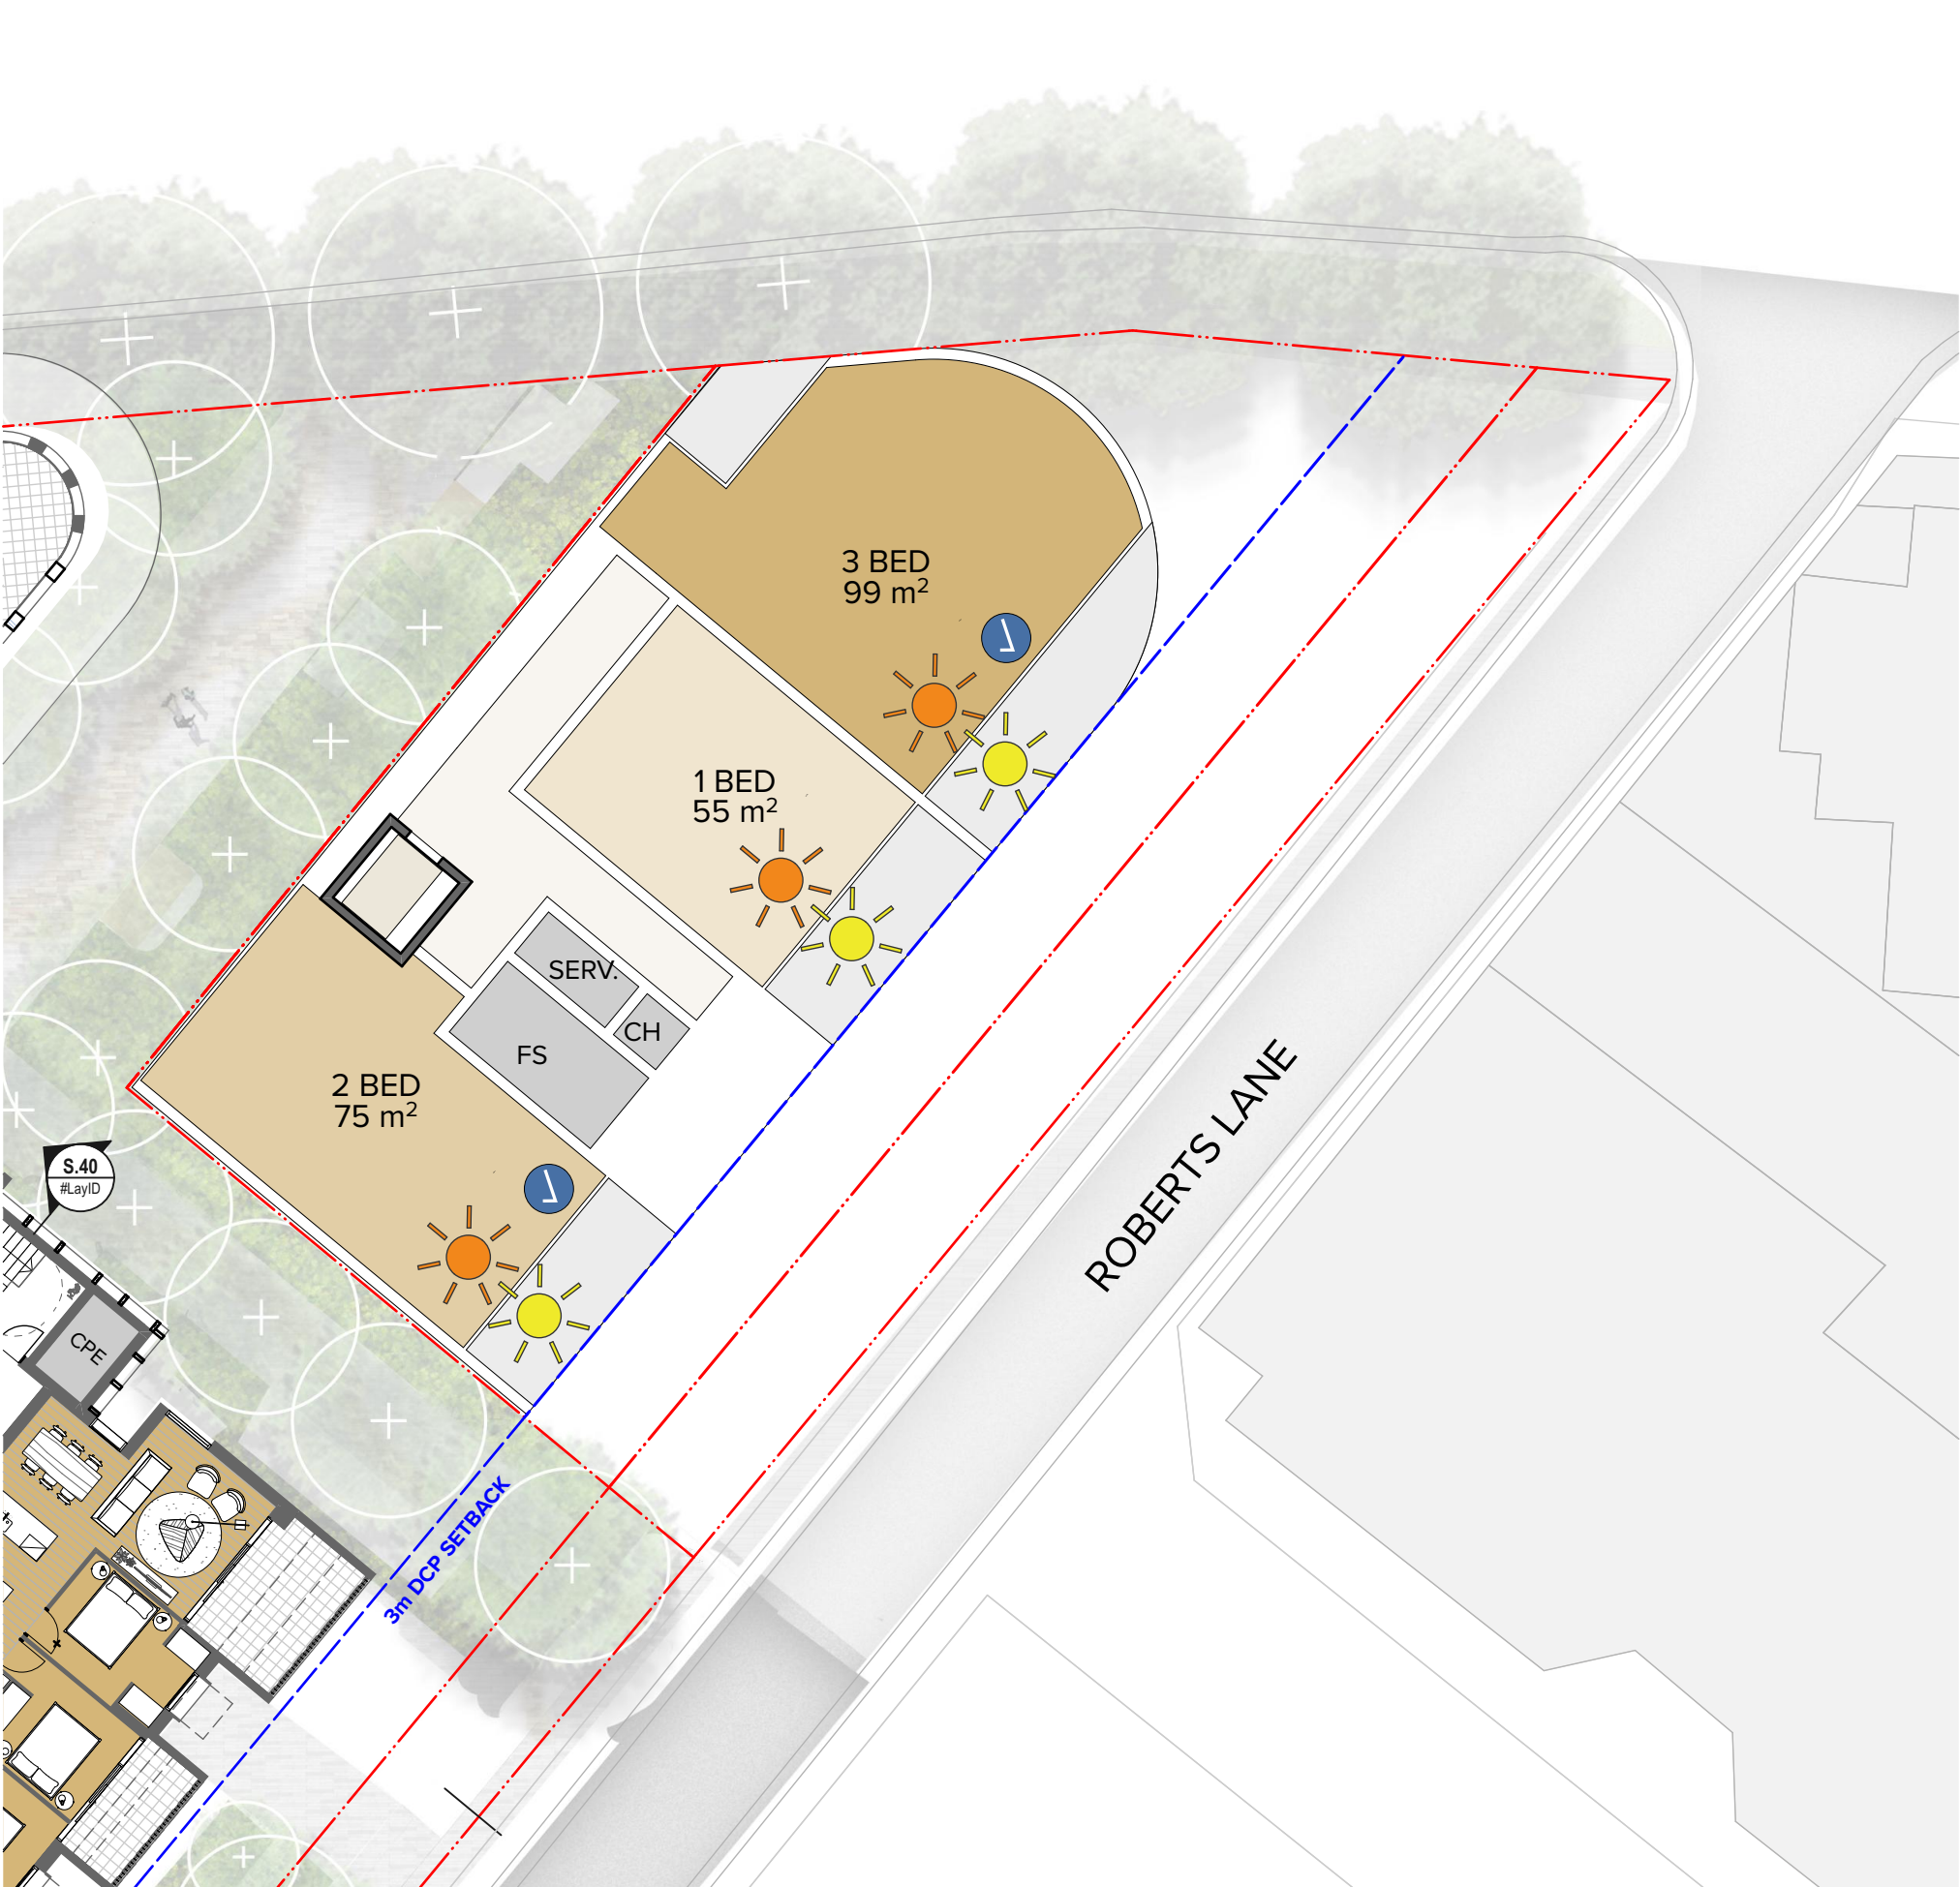 3 BED
99 m²
1 BED
55 m²
SERV.
CH
FS
2 BED
75 m²
S.40
#LayID
CPE
ROBERTS LANE
3m DCP SETBACK